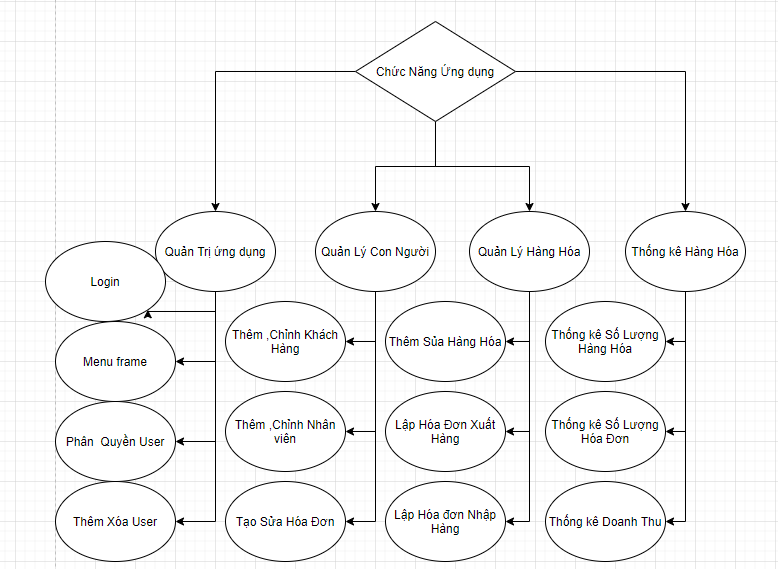 Chức Năng Ứng dụng
Quản Trị ứng dụng
Quản Lý Con Người
Quản Lý Hàng Hóa
Thống kê Hàng Hóa
Login
Menu frame
Phân Quyền User
Thêm Xóa User
Thêm ,Chỉnh Khách
Hàng
Thêm ,Chỉnh Nhân
viên
Tạo Sửa Hóa Đơn
Thêm Sủa Hàng Hóa
Lập Hóa Đơn Xuất
Hàng
Lập Hóa đơn Nhập
Hàng
Thống kê Số Lượng
Hàng Hóa
Thống kê Số Lượng
Hóa Đơn
Thống kê Doanh Thu